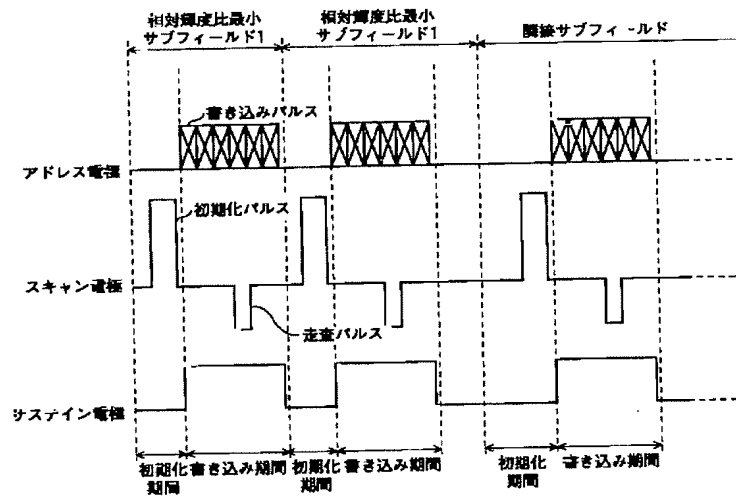 相対輝度比最小
サブフィールド1
相対輝度比最小
サブフィールド1
隣接サブフィールド
書き込みパルス
アドレス電極
初期化パルス
スキャン電極
走査パルス
サステイン電極
初期化
期間
書き込み期間
初期化
期間
書き込み期間
初期化
期間
書き込み期間